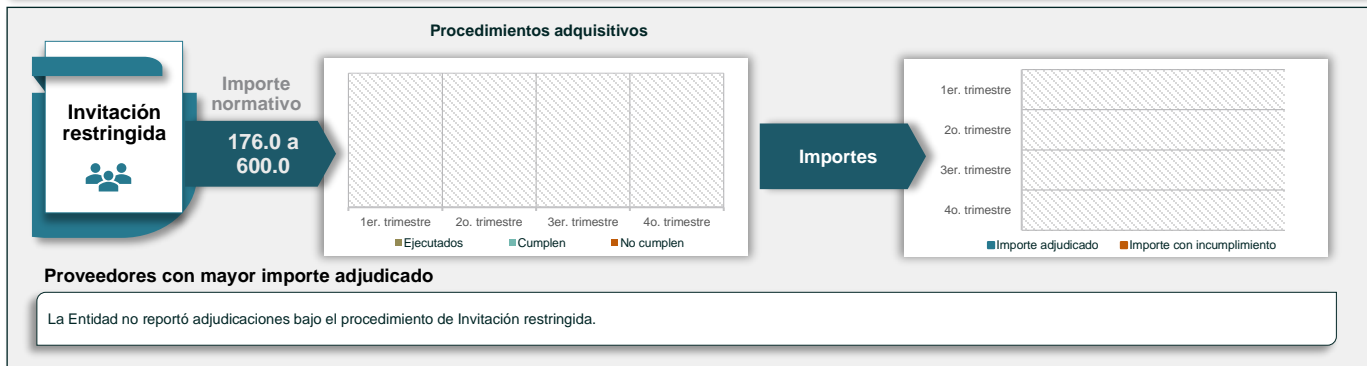 Procedimientos adquisitivos
Invitación
restringida
Importe
normativo
176.0 a
600.0
1er. trimestre
2o. trimestre
3er. trimestre
4o. trimestre
Ejecutados
Cumplen
No cumplen
Importes
1er. trimestre
2o. trimestre
3er. trimestre
4o. trimestre
Importe adjudicado
Importe con incumplimiento
Proveedores con mayor importe adjudicado
La Entidad no reportó adjudicaciones bajo el procedimiento de Invitación restringida.